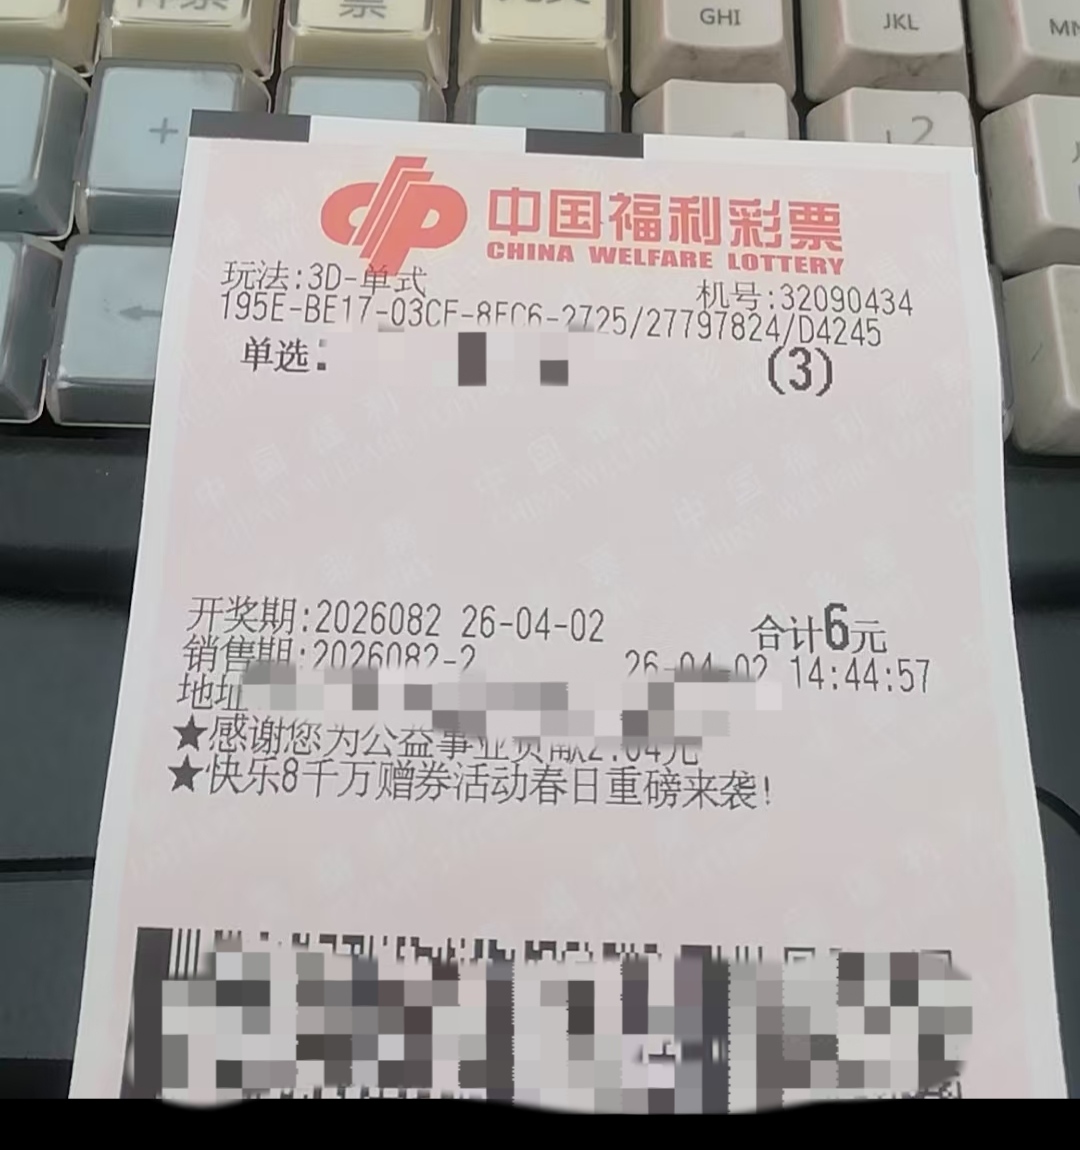 票
GHI
JKL
+
2
中国福利彩票
CHINA WELFARE LOTTERY
玩法:3D-单式
机号:32090434
195E-BE17-03CF-8FC6-2725/27797824/D4245
单选:
(3)
开奖期:2026082 26-04-02
合计6元
销售期:2026082-2 26-04-02 14:44:57
地址
★感谢您为公益事业贡献2.04元
★快乐8千万赠券活动春日重磅来袭!